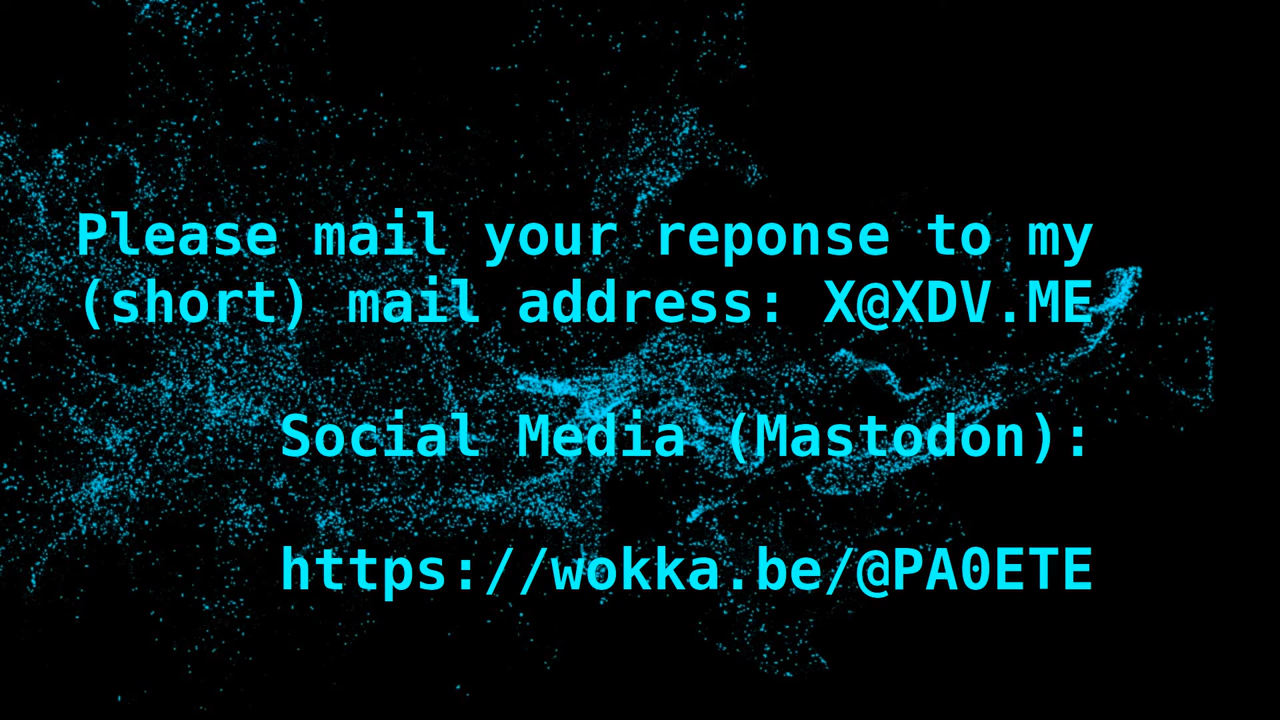 Please mail your reponse to my
(short) mail address: X@XDV.ME
Social Media (Mastodon):
https://wokka.be/@PA0ETE